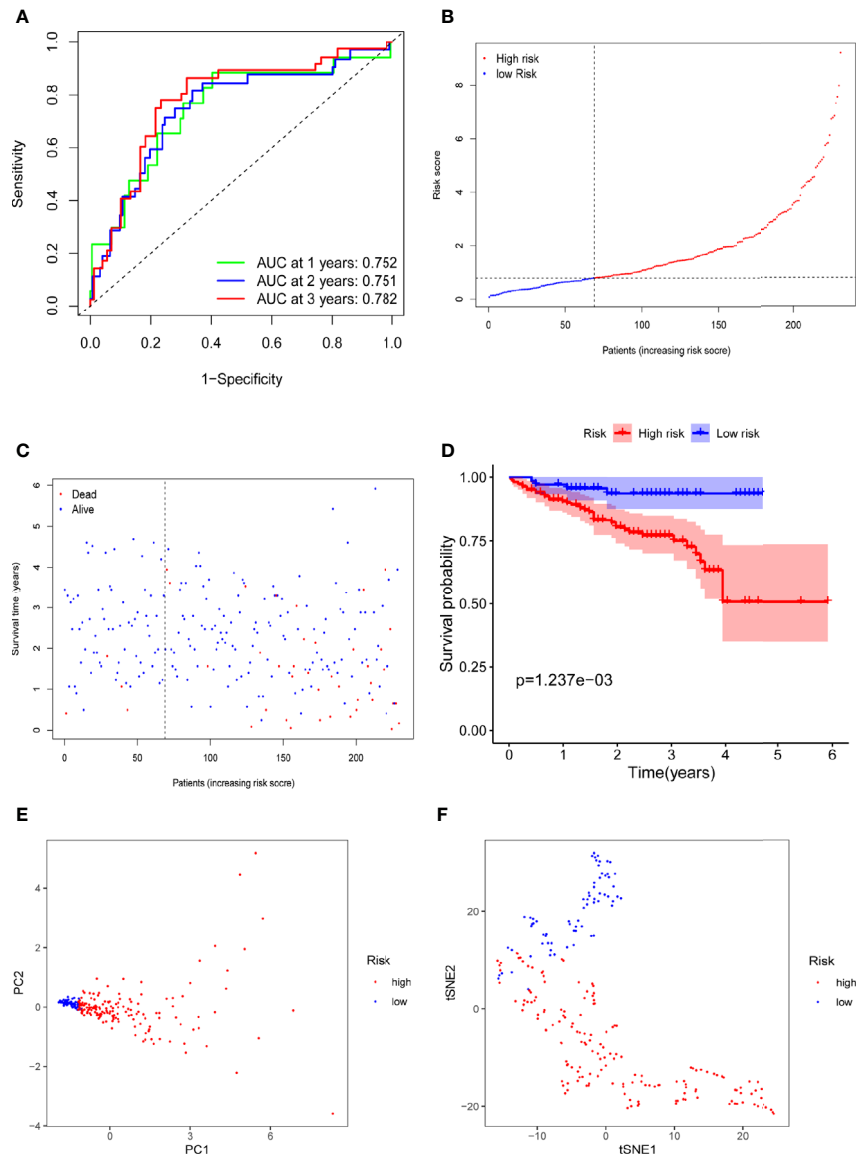 A
1.0
0.8
0.6
0.4
0.2
0.0
Sensitivity
AUC at 1 years: 0.752
AUC at 2 years: 0.751
AUC at 3 years: 0.782
0.0 0.2 0.4 0.6 0.8 1.0
1−Specificity
B
High risk
low Risk
8
6
4
2
0
Risk score
0 50 100 150 200
Patients (increasing risk socre)
C
Dead
Alive
6
5
4
3
2
1
0
Survival time (years)
0 50 100 150 200
Patients (increasing risk socre)
D
Risk High risk Low risk
1.00
0.75
0.50
0.25
0.00
Survival probability
p=1.237e−03
0 1 2 3 4 5 6
Time(years)
E
4
2
0
−2
−4
PC2
0 3 6
PC1
Risk
high
low
F
20
0
−20
tSNE2
−10 0 10 20
tSNE1
Risk
high
low